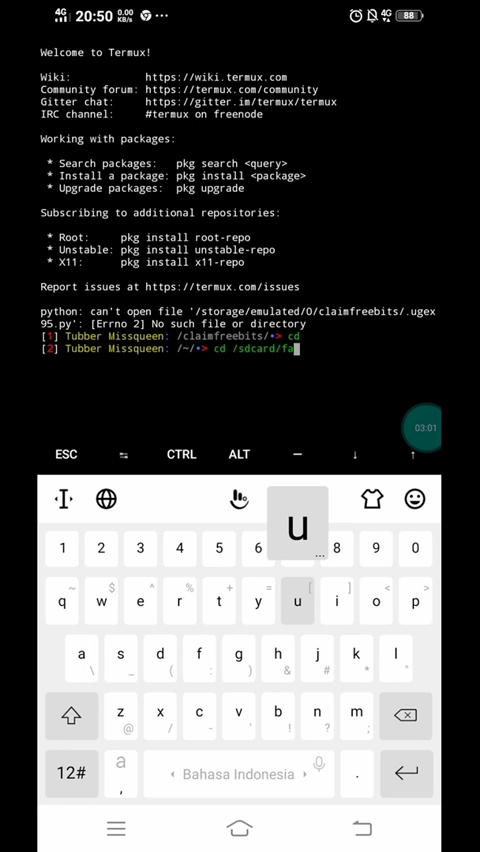 4G 20:50 0.00 KB/s ••• 4G 88
Welcome to Termux!
Wiki: https://wiki.termux.com
Community forum: https://termux.com/community
Gitter chat: https://gitter.im/termux/termux
IRC channel: #termux on freenode
Working with packages:
* Search packages: pkg search <query>
* Install a package: pkg install <package>
* Upgrade packages: pkg upgrade
Subscribing to additional repositories:
* Root: pkg install root-repo
* Unstable: pkg install unstable-repo
* X11: pkg install x11-repo
Report issues at https://termux.com/issues
python: can't open file '/storage/emulated/0/claimfreebits/.ugex
95.py': [Errno 2] No such file or directory
[1] Tubber Missqueen: /claimfreebits/•> cd
[2] Tubber Missqueen: /~/•> cd /sdcard/fa
03:01
ESC ⇆ CTRL ALT — ↓ ↑
u
...
1 2 3 4 5 6 8 9 0
~ $ ^ % + = [ ] < >
q w e r t y u i o p
a s d f g h j k l
\ _ ( : ) & # * "
z x c v b n m
@ / - ' ! ? ;
12# a , Bahasa Indonesia .